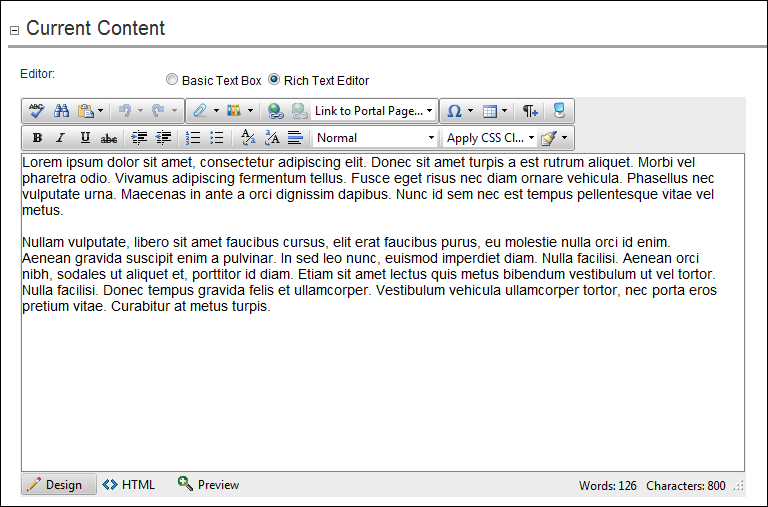 Current Content
Editor: Basic Text Box Rich Text Editor
ABC Link to Portal Page... Ω ¶
B I U abc Normal Apply CSS Cl...
Lorem ipsum dolor sit amet, consectetur adipiscing elit. Donec sit amet turpis a est rutrum aliquet. Morbi vel
pharetra odio. Vivamus adipiscing fermentum tellus. Fusce eget risus nec diam ornare vehicula. Phasellus nec
vulputate urna. Maecenas in ante a orci dignissim dapibus. Nunc id sem nec est tempus pellentesque vitae vel
metus.
Nullam vulputate, libero sit amet faucibus cursus, elit erat faucibus purus, eu molestie nulla orci id enim.
Aenean gravida suscipit enim a pulvinar. In sed leo nunc, euismod imperdiet diam. Nulla facilisi. Aenean orci
nibh, sodales ut aliquet et, porttitor id diam. Etiam sit amet lectus quis metus bibendum vestibulum ut vel tortor.
Nulla facilisi. Donec tempus gravida felis et ullamcorper. Vestibulum vehicula ullamcorper tortor, nec porta eros
pretium vitae. Curabitur at metus turpis.
Design HTML Preview Words: 126 Characters: 800